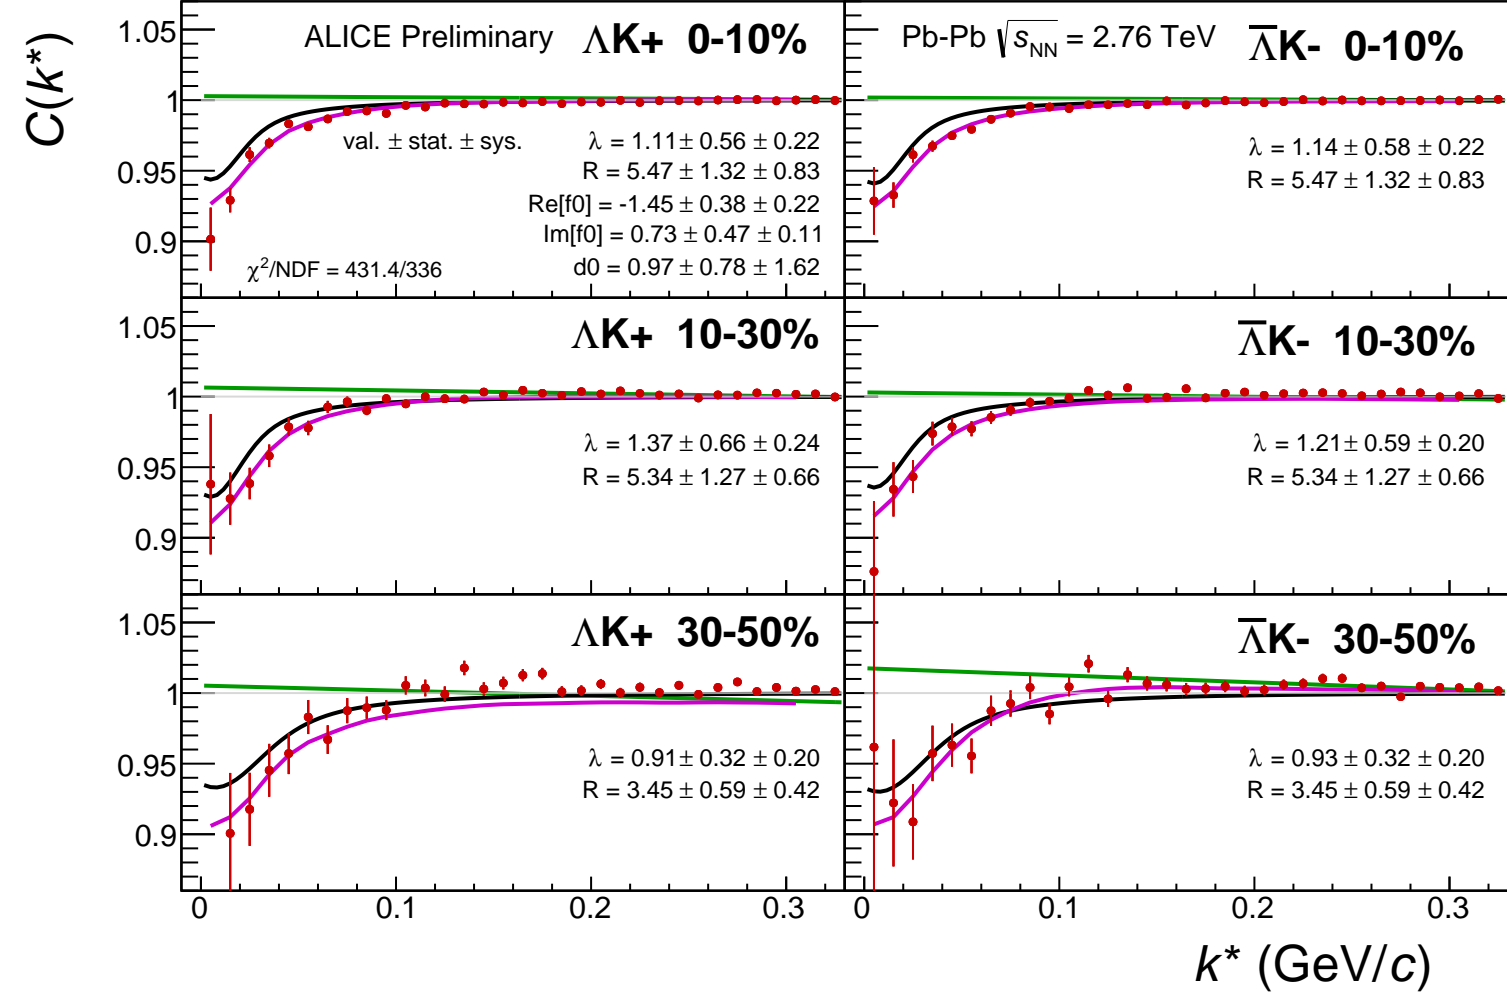 C(k*)
ALICE Preliminary ΛK+ 0-10%
val. ± stat. ± sys.
λ = 1.11± 0.56 ± 0.22
R = 5.47 ± 1.32 ± 0.83
Re[f0] = -1.45 ± 0.38 ± 0.22
Im[f0] = 0.73 ± 0.47 ± 0.11
d0 = 0.97 ± 0.78 ± 1.62
χ²/NDF = 431.4/336
1.05
1
0.95
0.9
Pb-Pb √s_NN = 2.76 TeV Λ̅K- 0-10%
λ = 1.14 ± 0.58 ± 0.22
R = 5.47 ± 1.32 ± 0.83
ΛK+ 10-30%
λ = 1.37 ± 0.66 ± 0.24
R = 5.34 ± 1.27 ± 0.66
1.05
1
0.95
0.9
Λ̅K- 10-30%
λ = 1.21± 0.59 ± 0.20
R = 5.34 ± 1.27 ± 0.66
ΛK+ 30-50%
λ = 0.91± 0.32 ± 0.20
R = 3.45 ± 0.59 ± 0.42
1.05
1
0.95
0.9
Λ̅K- 30-50%
λ = 0.93 ± 0.32 ± 0.20
R = 3.45 ± 0.59 ± 0.42
0 0.1 0.2 0.3 0 0.1 0.2 0.3
k* (GeV/c)